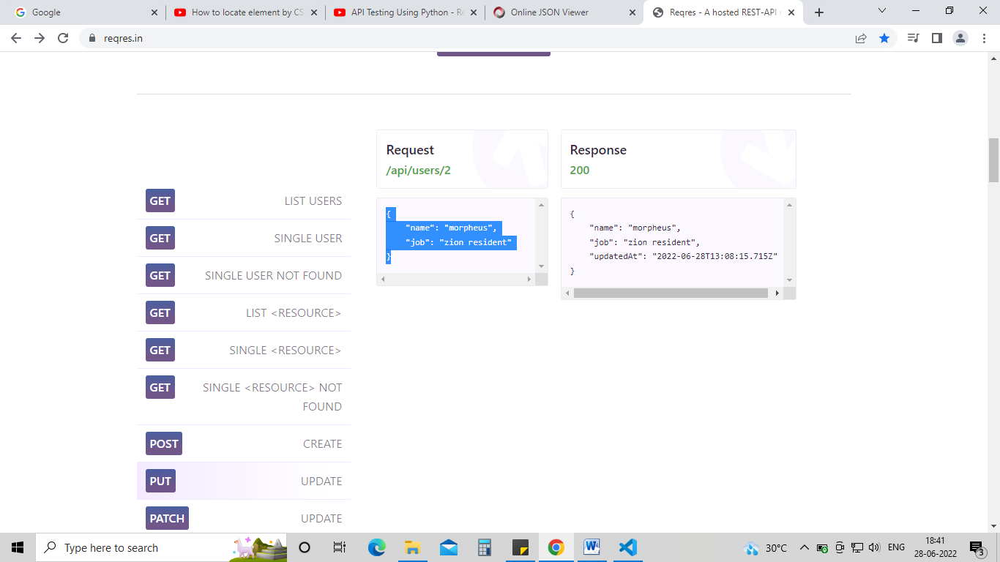 Google
How to locate element by CS
API Testing Using Python - Re
Online JSON Viewer
Reqres - A hosted REST-API r
reqres.in
Request
/api/users/2
Response
200
{
"name": "morpheus",
"job": "zion resident"
}
{
"name": "morpheus",
"job": "zion resident",
"updatedAt": "2022-06-28T13:08:15.715Z"
}
GET LIST USERS
GET SINGLE USER
GET SINGLE USER NOT FOUND
GET LIST <RESOURCE>
GET SINGLE <RESOURCE>
GET SINGLE <RESOURCE> NOT
FOUND
POST CREATE
PUT UPDATE
PATCH UPDATE
Type here to search
30°C
ENG
18:41
28-06-2022
3